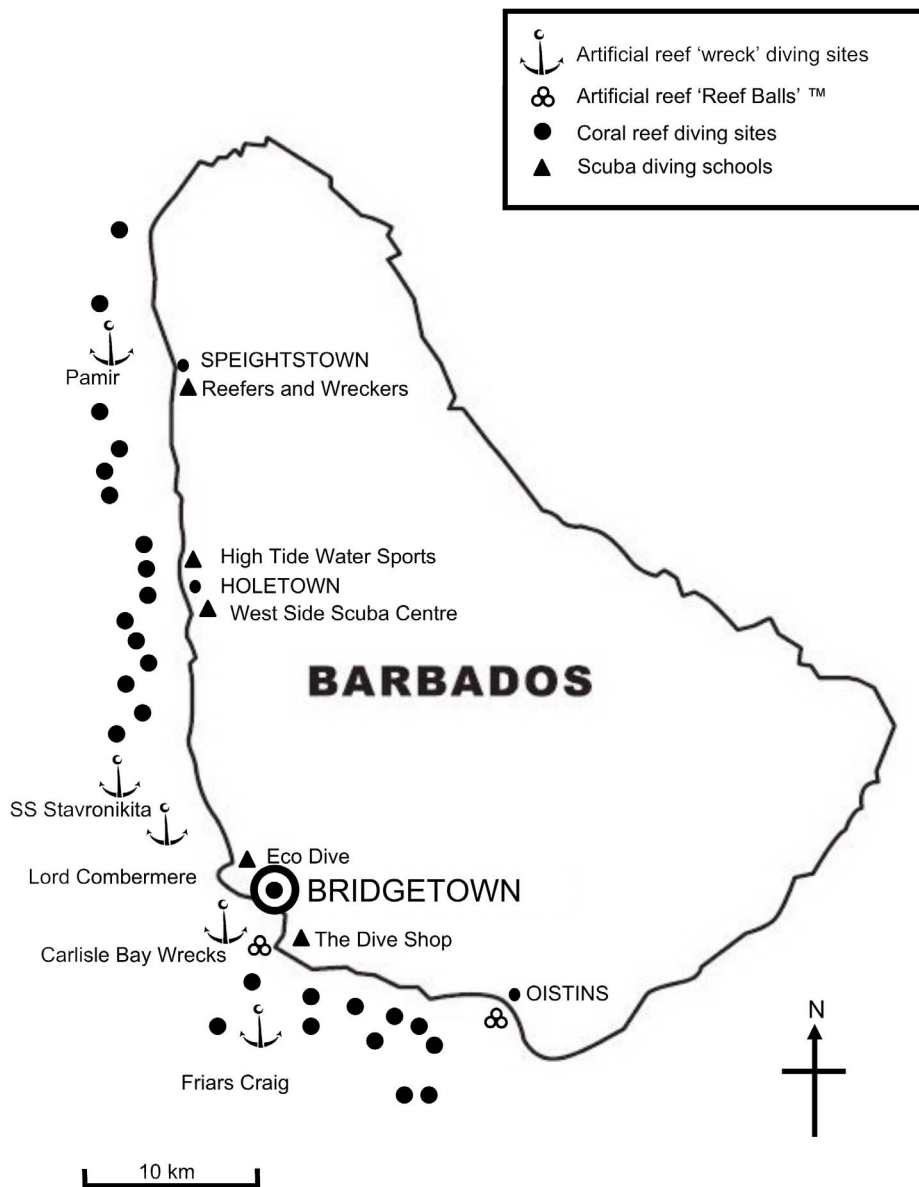 Artificial reef ‘wreck’ diving sites
Artificial reef ‘Reef Balls’ ™
Coral reef diving sites
Scuba diving schools
SPEIGHTSTOWN
Pamir
Reefers and Wreckers
High Tide Water Sports
HOLETOWN
West Side Scuba Centre
BARBADOS
SS Stavronikita
Eco Dive
Lord Combermere
BRIDGETOWN
The Dive Shop
Carlisle Bay Wrecks
OISTINS
N
Friars Craig
10 km